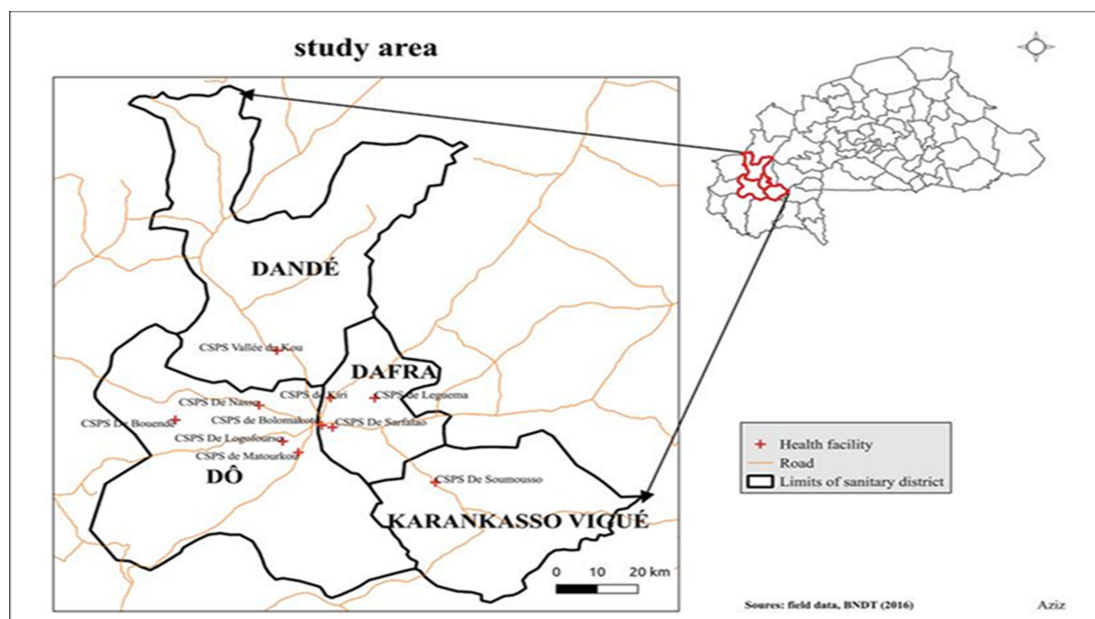 study area
DANDÉ
CSPS Vallée du Kou
DAFRA
CSPS de Kiri
CSPS de Leguema
CSPS De Nasso
CSPS De Bouende
CSPS de Bolomakoté
CSPS De Sarfalao
CSPS De Logofourso
CSPS de Matourkou
DÔ
CSPS De Soumousso
KARANKASSO VIGUÉ
0 10 20 km
Health facility
Road
Limits of sanitary district
Soures: field data, BNDT (2016)
Aziz